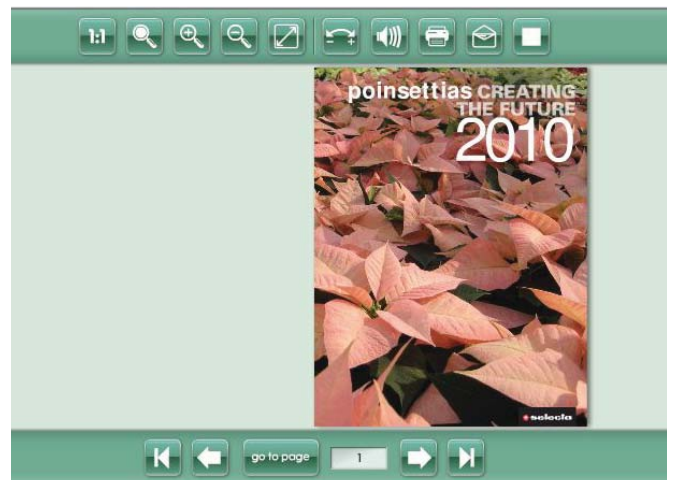 1:1
poinsettias CREATING
THE FUTURE
2010
selecta
go to page
1